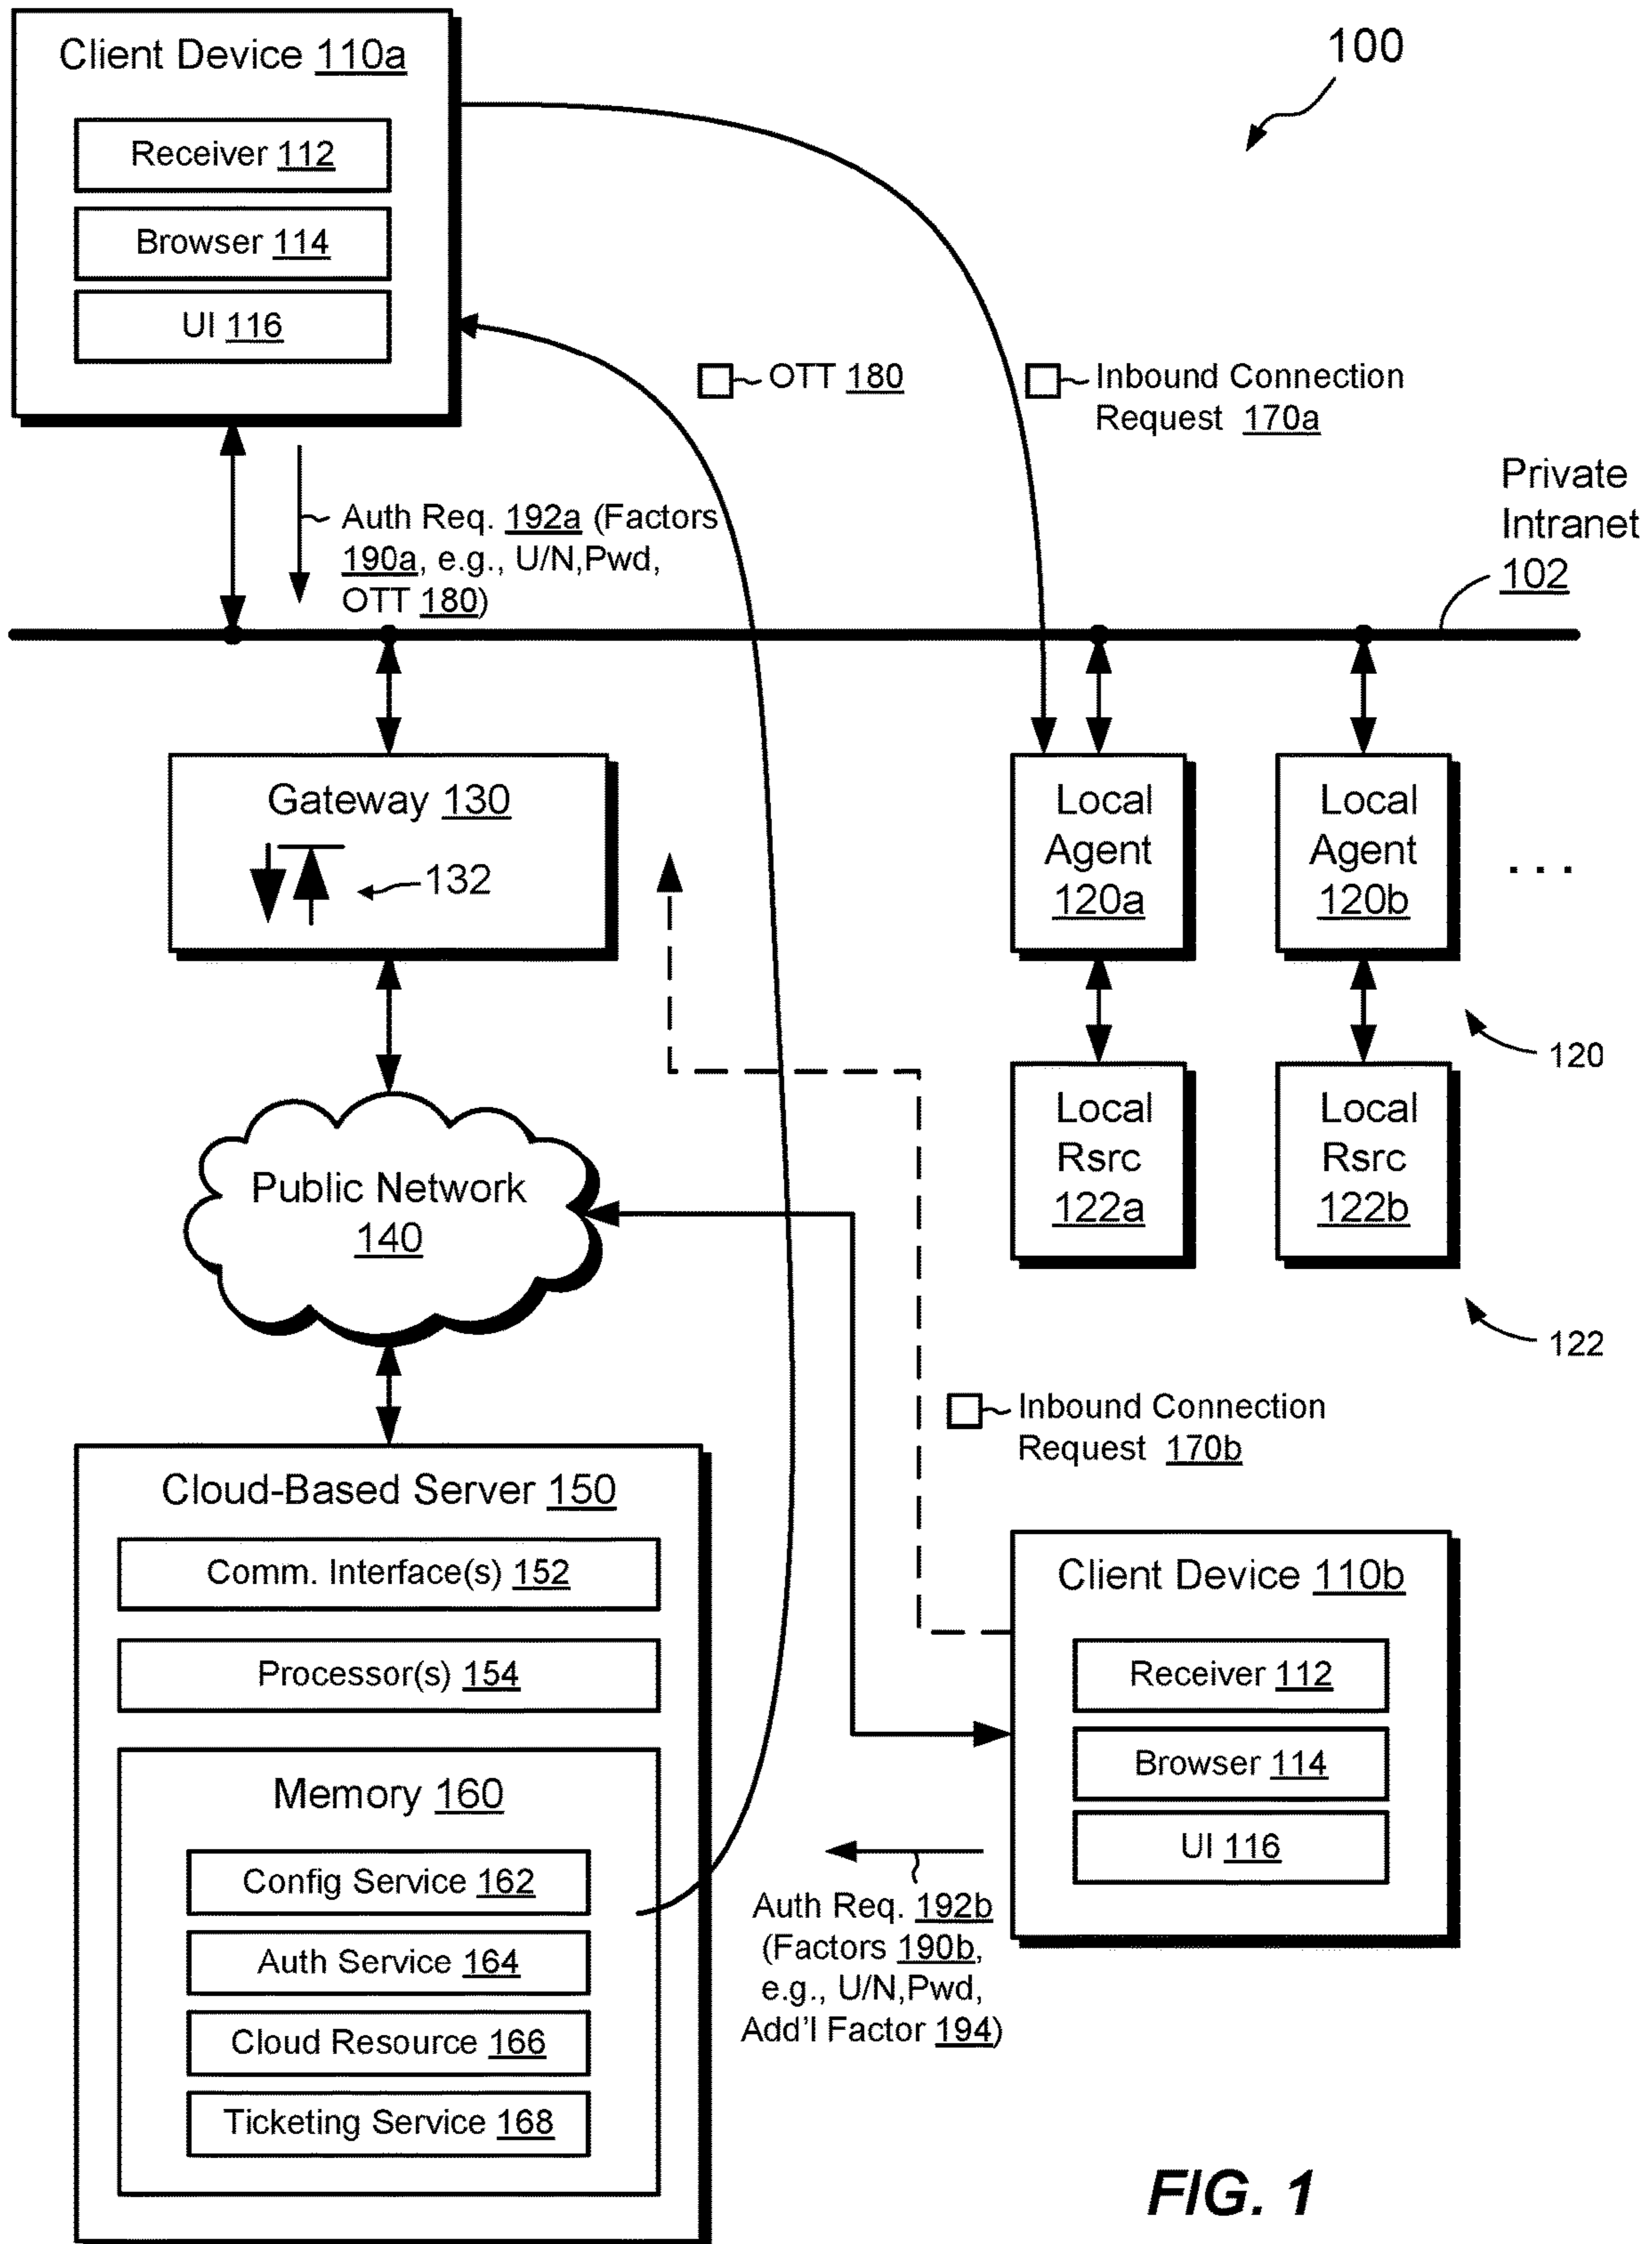 Client Device 110a
Receiver 112
Browser 114
UI 116
100
OTT 180
Inbound Connection
Request 170a
Auth Req. 192a (Factors
190a, e.g., U/N,Pwd,
OTT 180)
Private
Intranet
102
Gateway 130
132
Local
Agent
120a
Local
Agent
120b
...
120
Local
Rsrc
122a
Local
Rsrc
122b
122
Public Network
140
Inbound Connection
Request 170b
Cloud-Based Server 150
Comm. Interface(s) 152
Processor(s) 154
Memory 160
Config Service 162
Auth Service 164
Cloud Resource 166
Ticketing Service 168
Client Device 110b
Receiver 112
Browser 114
UI 116
Auth Req. 192b
(Factors 190b,
e.g., U/N,Pwd,
Add'l Factor 194)
FIG. 1